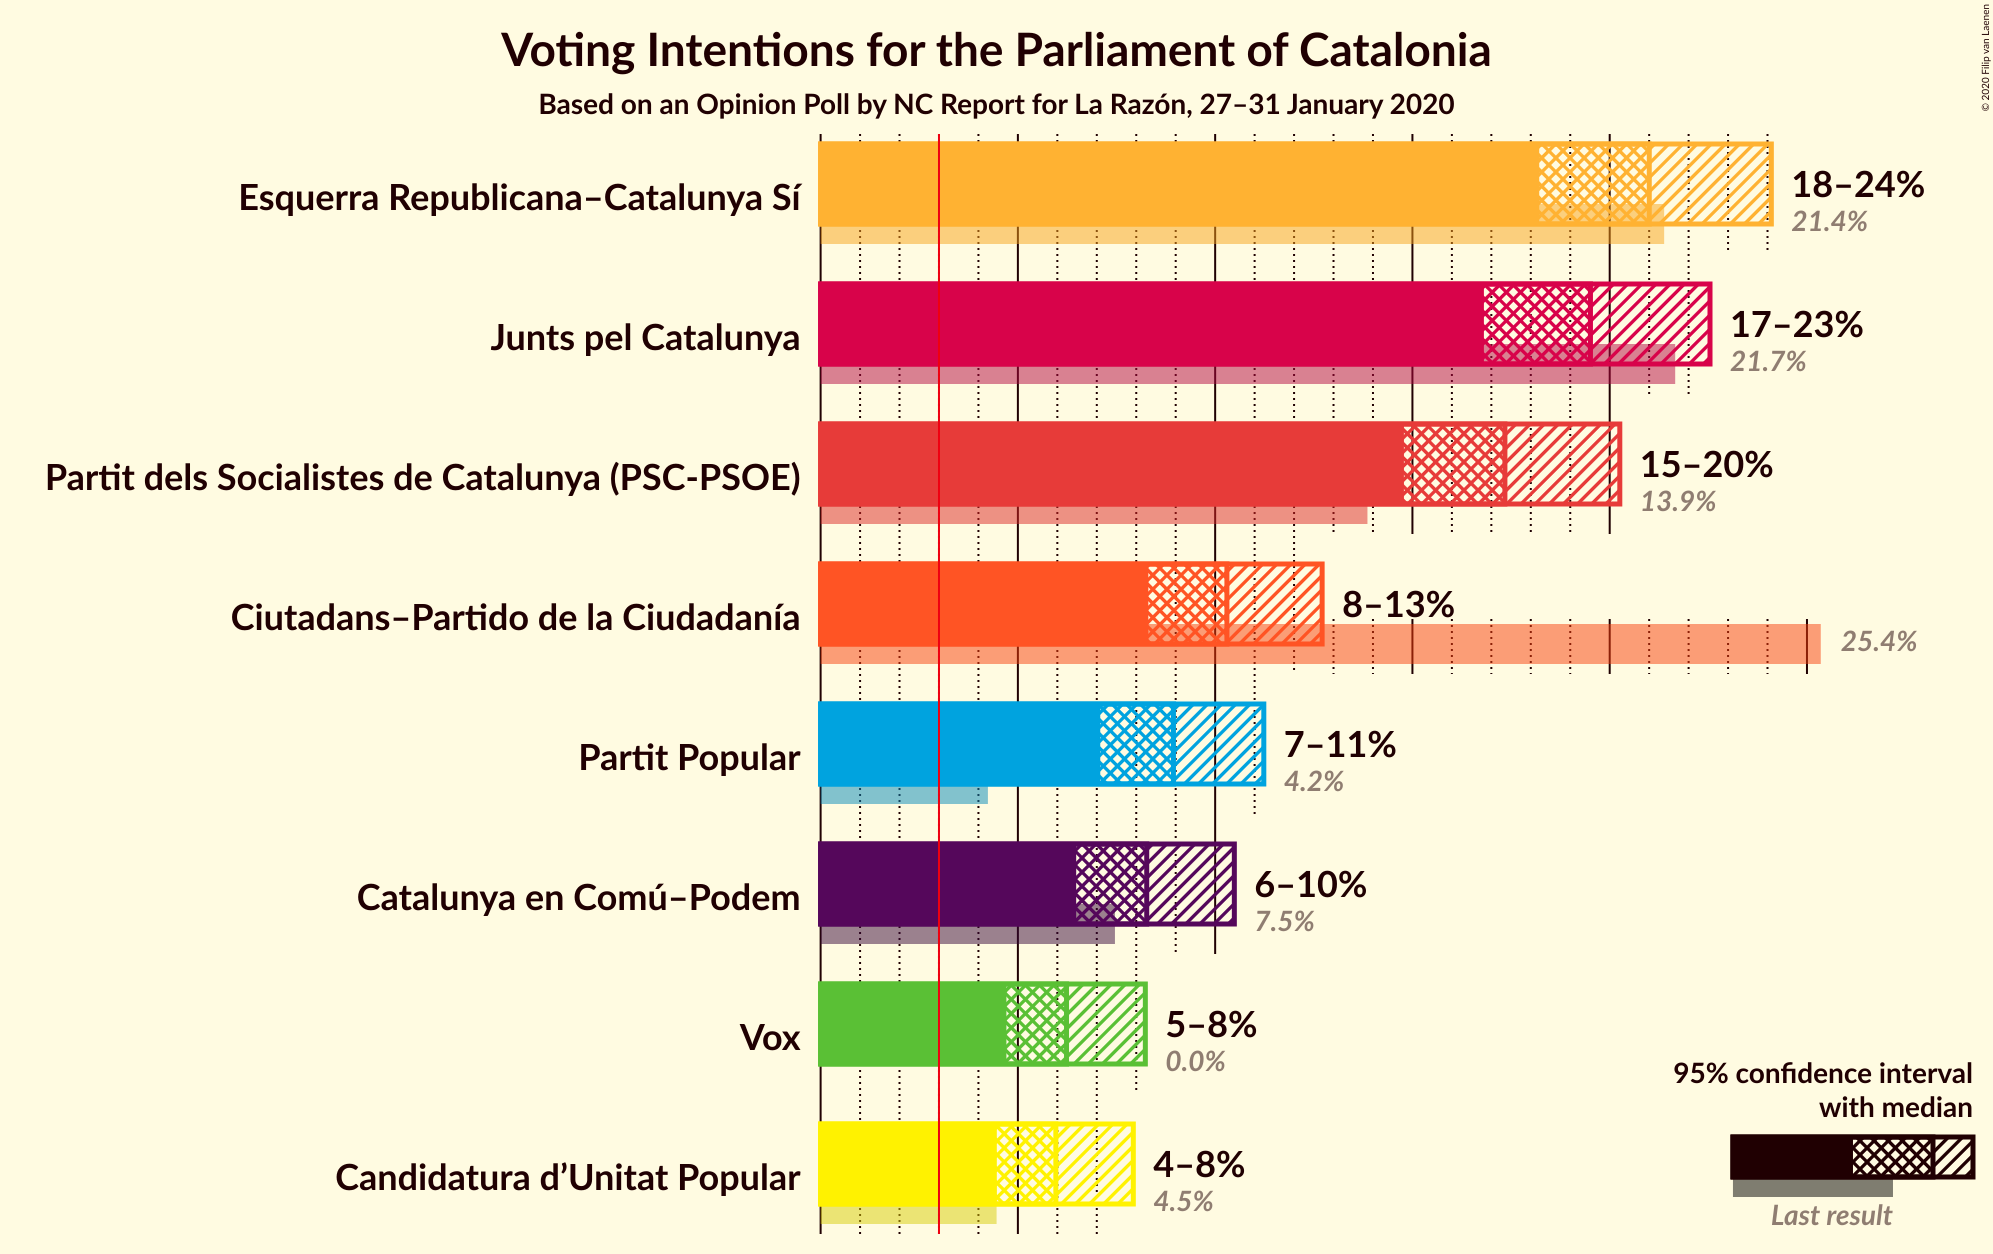 Voting Intentions for the Parliament of Catalonia
Based on an Opinion Poll by NC Report for La Razón, 27–31 January 2020
© 2020 Filip van Laenen
Esquerra Republicana–Catalunya Sí
18–24%
21.4%
Junts pel Catalunya
17–23%
21.7%
Partit dels Socialistes de Catalunya (PSC-PSOE)
15–20%
13.9%
Ciutadans–Partido de la Ciudadanía
8–13%
25.4%
Partit Popular
7–11%
4.2%
Catalunya en Comú–Podem
6–10%
7.5%
Vox
5–8%
0.0%
Candidatura d’Unitat Popular
4–8%
4.5%
95% confidence interval
with median
Last result